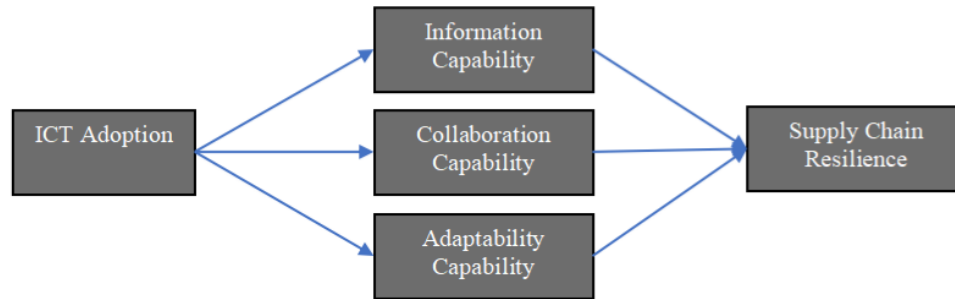 ICT Adoption
Information
Capability
Collaboration
Capability
Adaptability
Capability
Supply Chain
Resilience